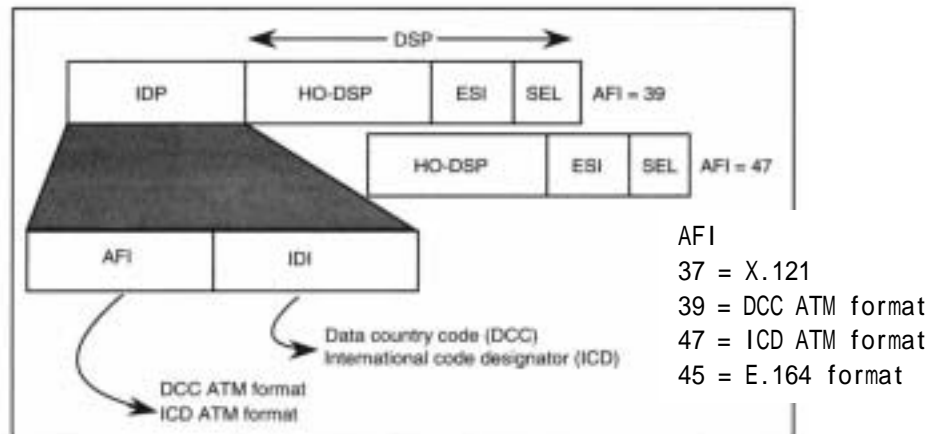 DSP
IDP HO-DSP ESI SEL AFI = 39
HO-DSP ESI SEL AFI = 47
AFI IDI
Data country code (DCC)
International code designator (ICD)
DCC ATM format
ICD ATM format
AFI
37 = X.121
39 = DCC ATM format
47 = ICD ATM format
45 = E.164 format